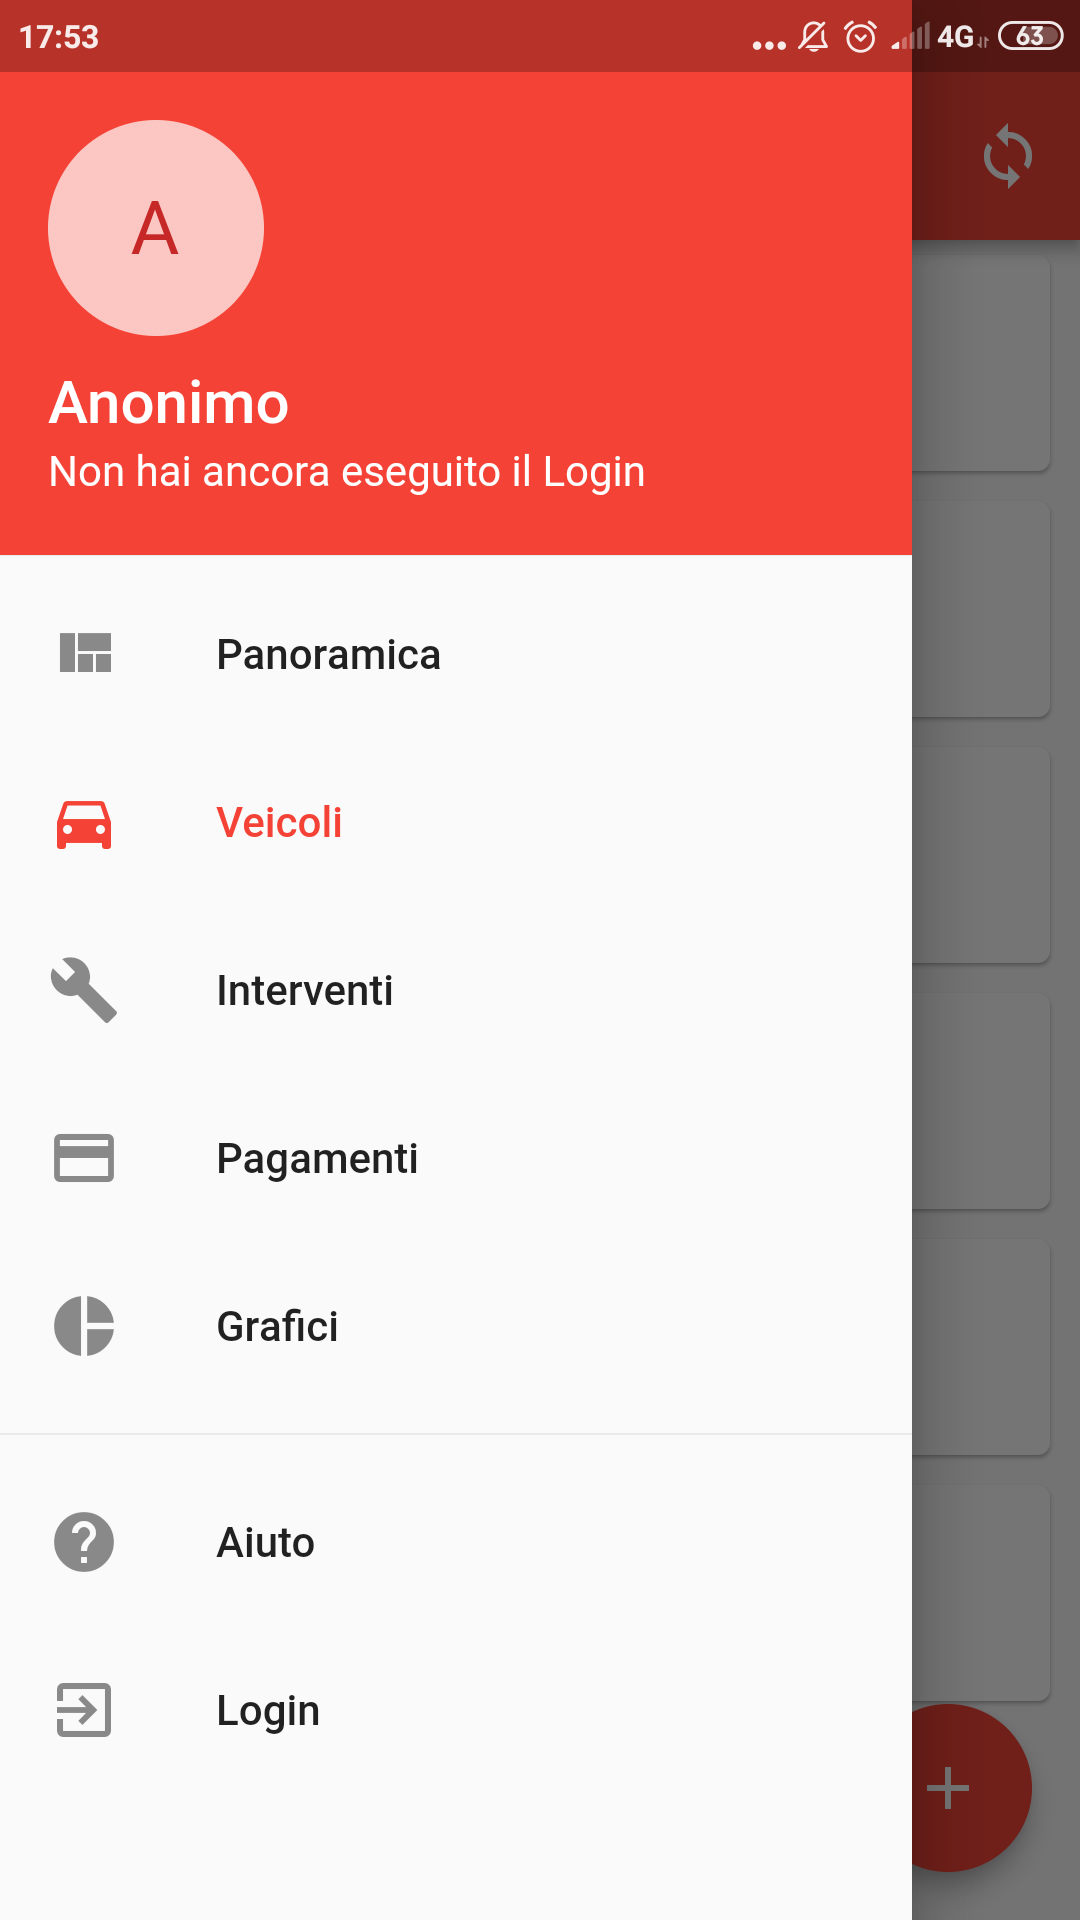 17:53
4G
63
A
Anonimo
Non hai ancora eseguito il Login
Panoramica
Veicoli
Interventi
Pagamenti
Grafici
Aiuto
Login